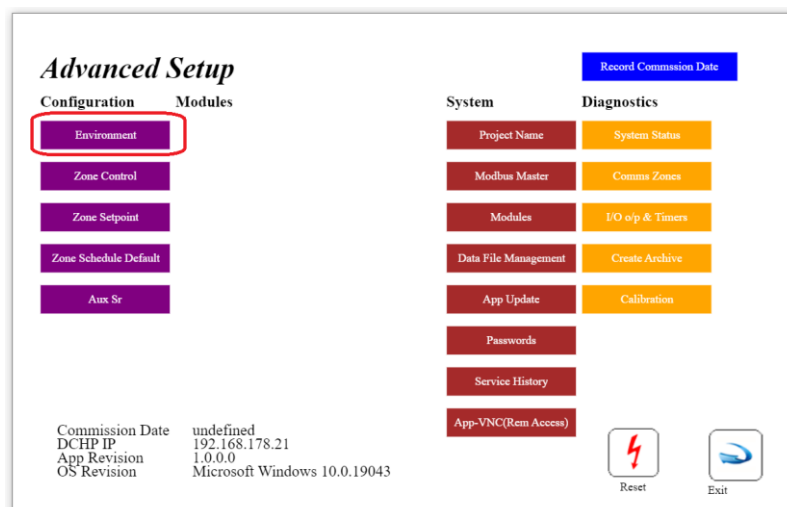 Advanced Setup
Record Commssion Date
Configuration Modules System Diagnostics
Environment Project Name System Status
Zone Control Modbus Master Comms Zones
Zone Setpoint Modules I/O o/p & Timers
Zone Schedule Default Data File Management Create Archive
Aux Sr App Update Calibration
Passwords
Service History
App-VNC(Rem Access)
Commission Date undefined
DCHP IP 192.168.178.21
App Revision 1.0.0.0
OS Revision Microsoft Windows 10.0.19043
Reset Exit